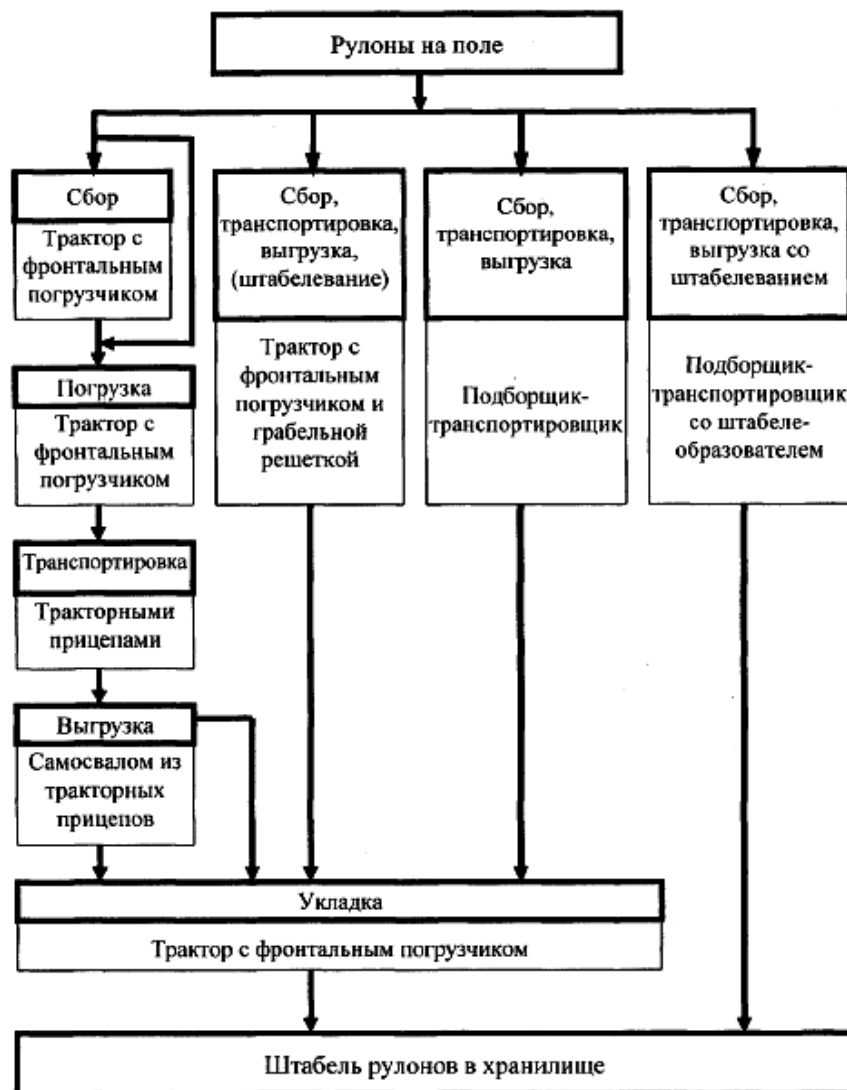 Рулоны на поле
Сбор
Трактор с
фронтальным
погрузчиком
Погрузка
Трактор с
фронтальным
погрузчиком
Транспортировка
Тракторными
прицепами
Выгрузка
Самосвалом из
тракторных
прицепов
Сбор,
транспортировка,
выгрузка,
(штабелевание)
Трактор с
фронтальным
погрузчиком и
грабельной
решеткой
Сбор,
транспортировка,
выгрузка
Подборщик-
транспортировщик
Сбор,
транспортировка,
выгрузка со
штабелеванием
Подборщик-
транспортировщик
со штабеле-
образователем
Укладка
Трактор с фронтальным погрузчиком
Штабель рулонов в хранилище